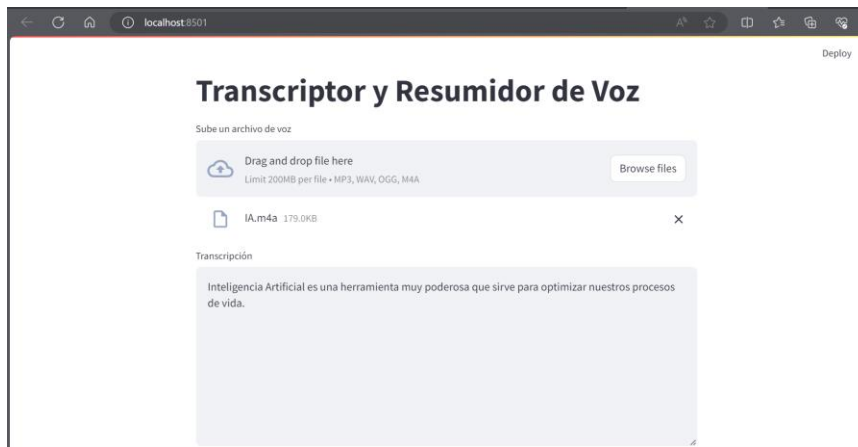 localhost:8501
Deploy
Transcriptor y Resumidor de Voz
Sube un archivo de voz
Drag and drop file here
Limit 200MB per file • MP3, WAV, OGG, M4A
Browse files
IA.m4a 179.0KB
Transcripción
Inteligencia Artificial es una herramienta muy poderosa que sirve para optimizar nuestros procesos
de vida.